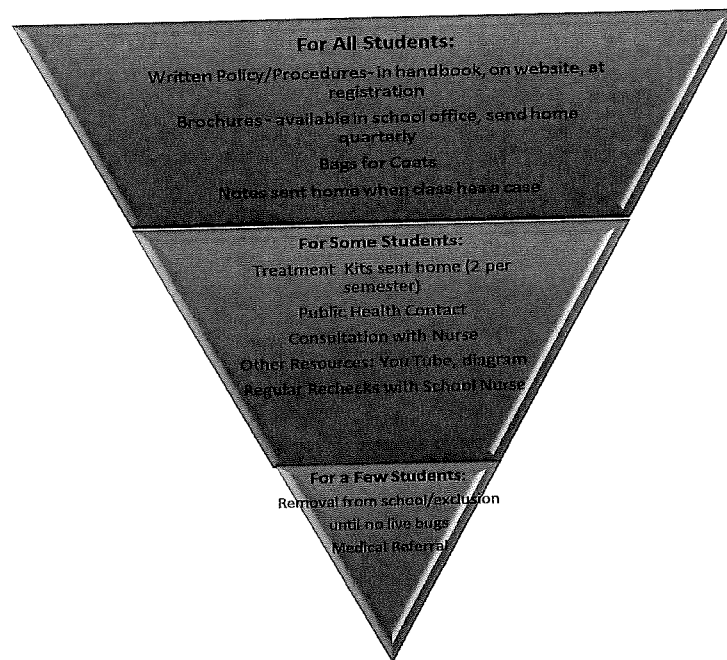 For All Students:
Written Policy/Procedures- in handbook, on website, at
registration
Brochures - available in school office, send home
quarterly
Bags for Coats
Notes sent home when class has a case
For Some Students:
Treatment Kits sent home (2 per
semester)
Public Health Contact
Consultation with Nurse
Other Resources: You Tube, diagram
Regular Rechecks with School Nurse
For a Few Students:
Removal from school/exclusion
until no live bugs
Medical Referral